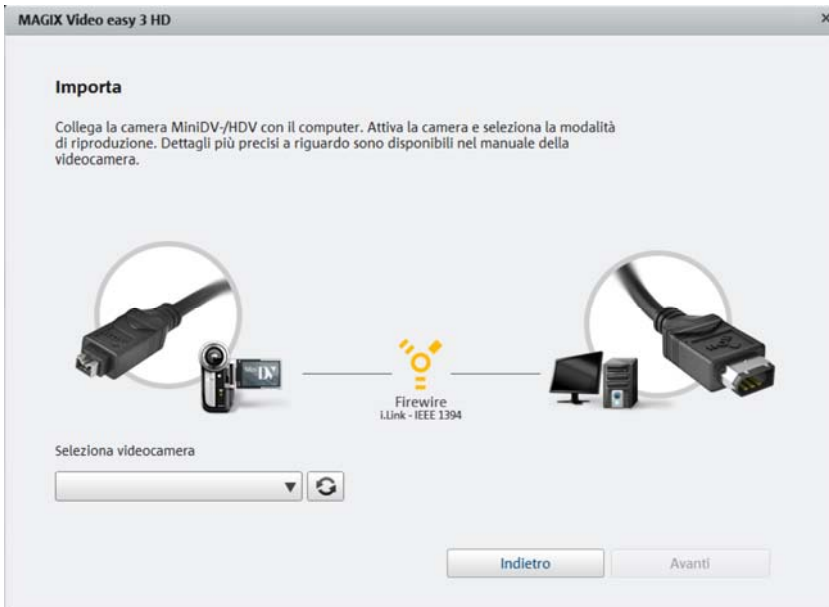 MAGIX Video easy 3 HD
Importa
Collega la camera MiniDV-/HDV con il computer. Attiva la camera e seleziona la modalità
di riproduzione. Dettagli più precisi a riguardo sono disponibili nel manuale della
videocamera.
Mini DV
Firewire
i.Link - IEEE 1394
Seleziona videocamera
Indietro
Avanti